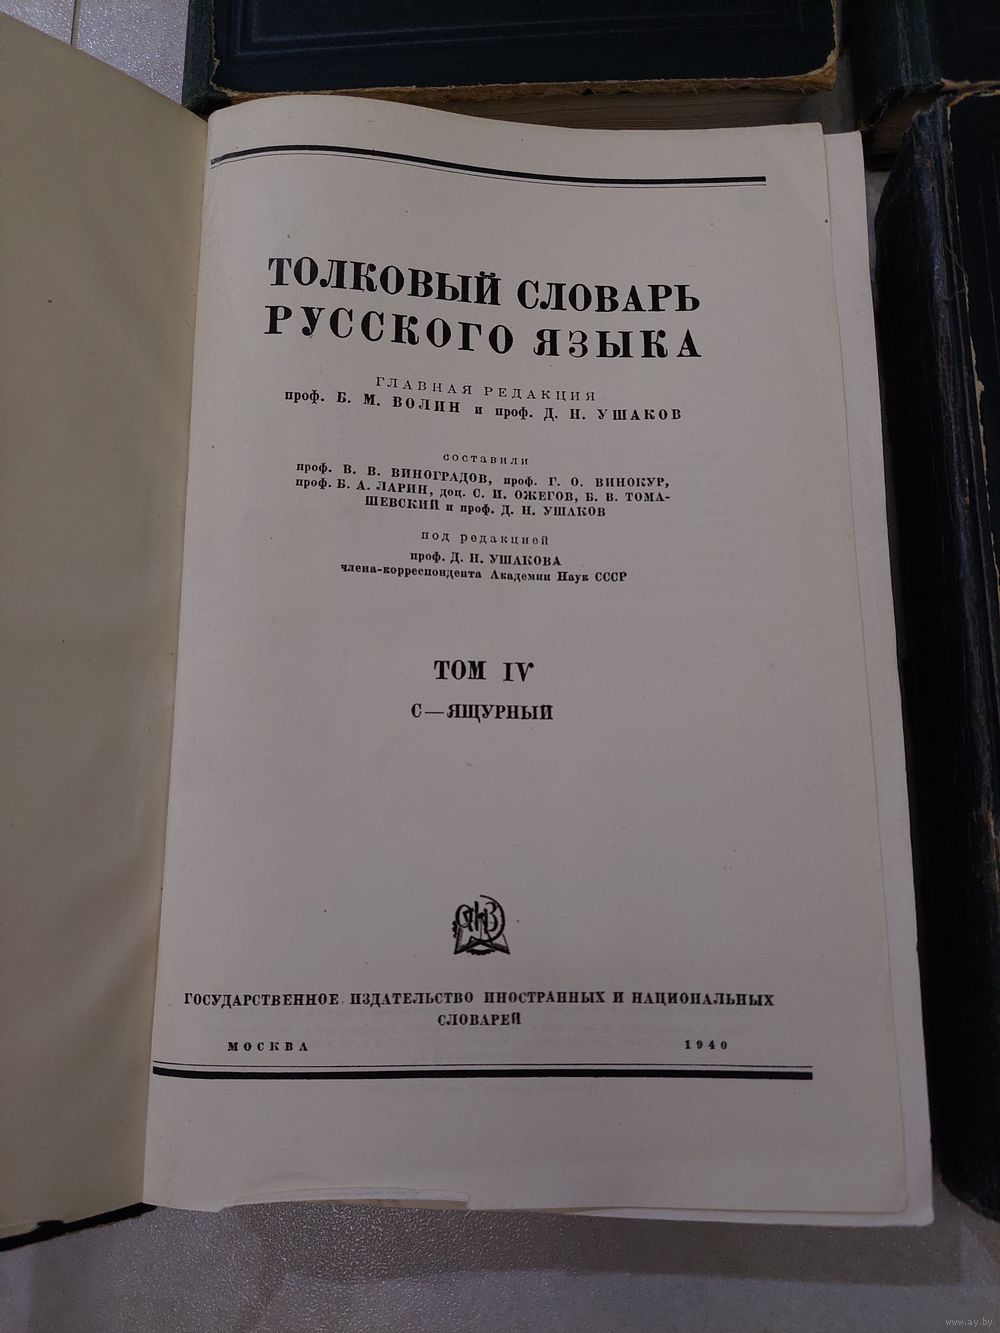 ТОЛКОВЫЙ СЛОВАРЬ
РУССКОГО ЯЗЫКА
ГЛАВНАЯ РЕДАКЦИЯ
проф. Б. М. ВОЛИН и проф. Д. Н. УШАКОВ
составили
проф. В. В. ВИНОГРАДОВ, проф. Г. О. ВИНОКУР,
проф. Б. А. ЛАРИН, доц. С. И. ОЖЕГОВ, Б. В. ТОМА-
ШЕВСКИЙ и проф. Д. Н. УШАКОВ
под редакцией
проф. Д. Н. УШАКОВА
члена-корреспондента Академии Наук СССР
ТОМ IV
С—ЯЩУРНЫЙ
ГОСУДАРСТВЕННОЕ ИЗДАТЕЛЬСТВО ИНОСТРАННЫХ И НАЦИОНАЛЬНЫХ
СЛОВАРЕЙ
МОСКВА 1940
www.ay.by